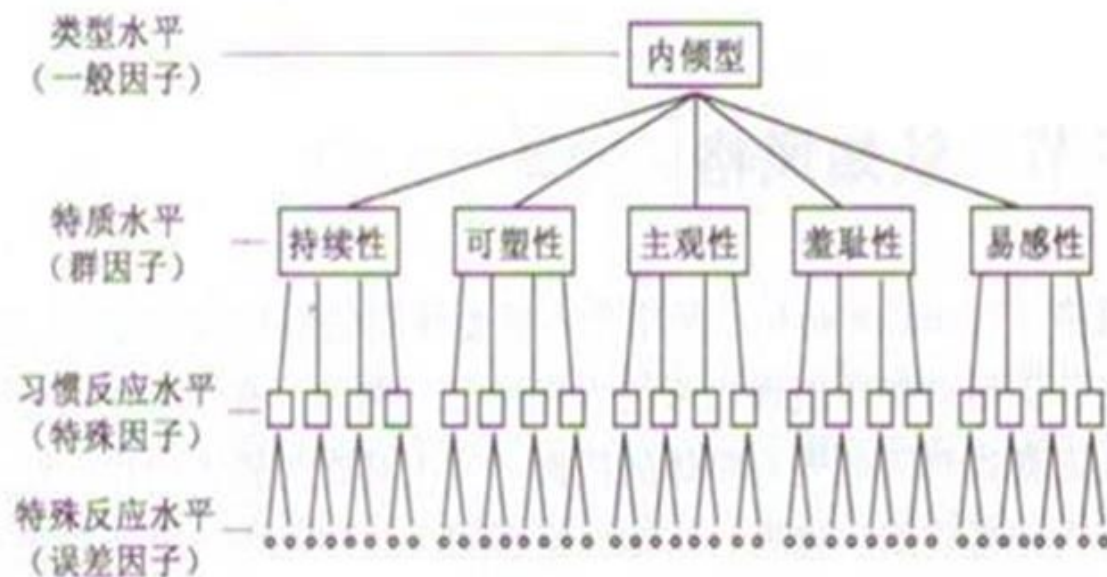 类型水平
（一般因子）
内倾型
特质水平
（群因子）
持续性
可塑性
主观性
羞耻性
易感性
习惯反应水平
（特殊因子）
特殊反应水平
（误差因子）